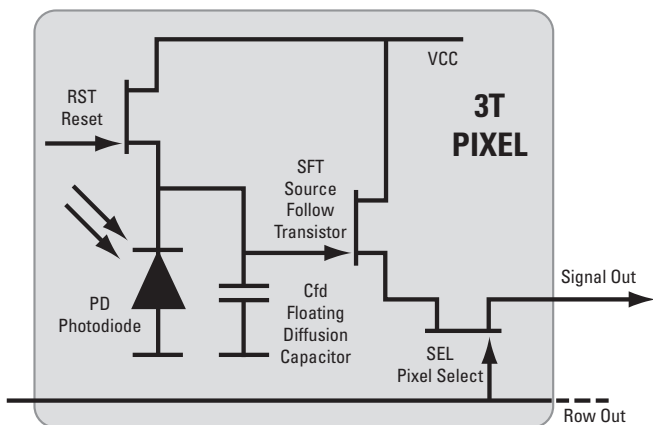 VCC
3T
PIXEL
RST
Reset
SFT
Source
Follow
Transistor
PD
Photodiode
Cfd
Floating
Diffusion
Capacitor
Signal Out
SEL
Pixel Select
Row Out